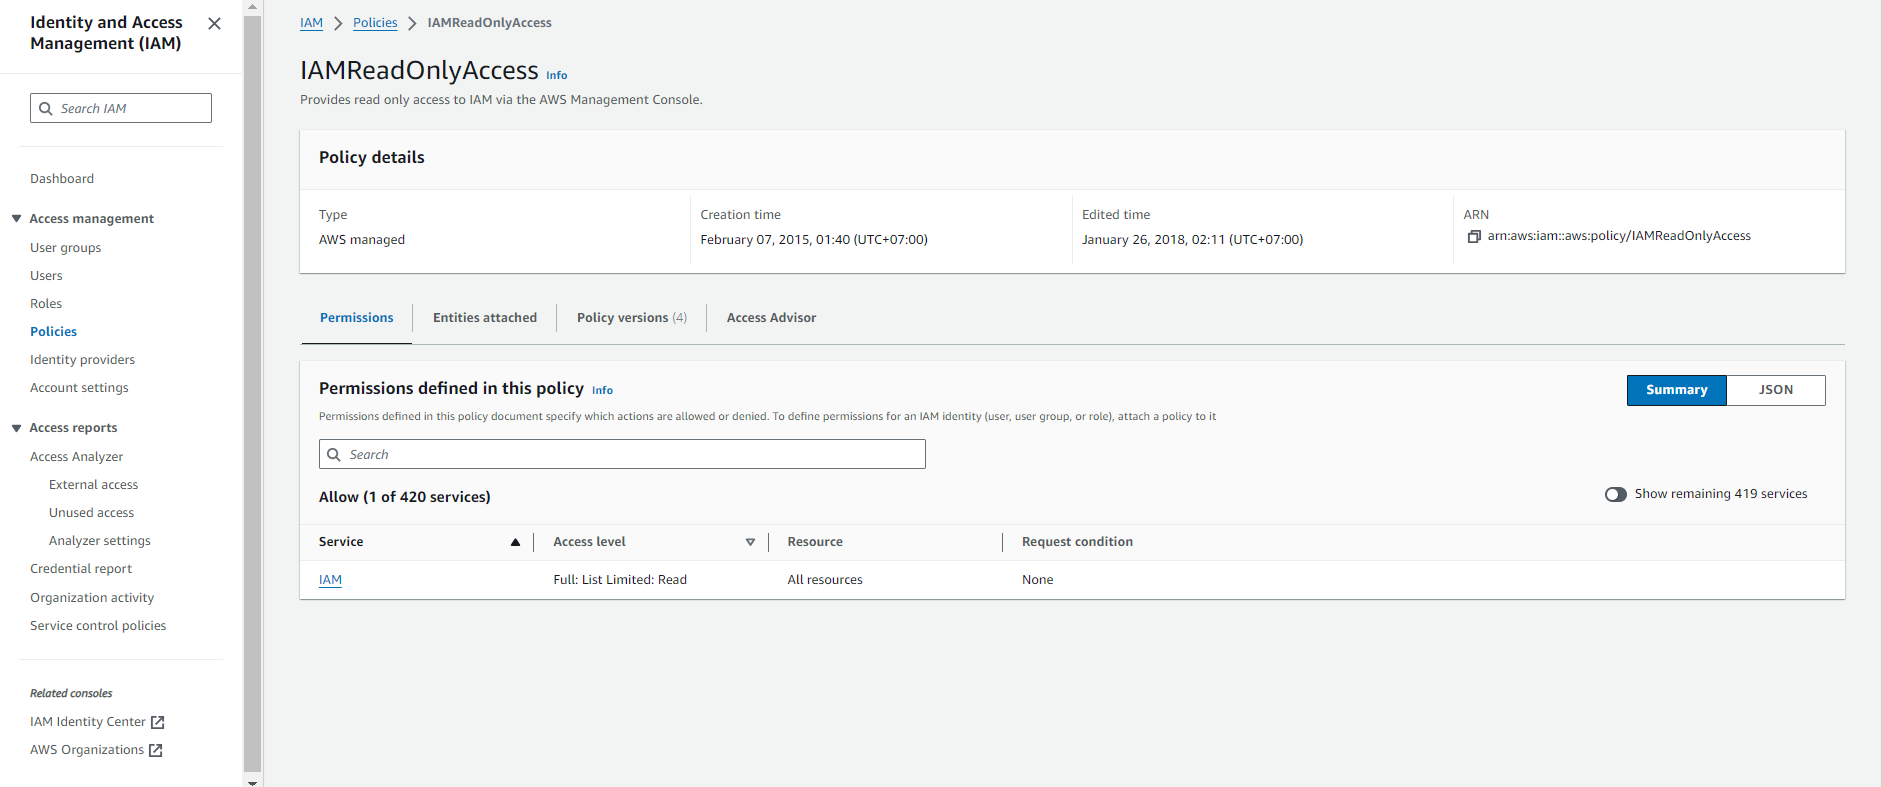 Identity and Access
Management (IAM)
Search IAM
Dashboard
Access management
User groups
Users
Roles
Policies
Identity providers
Account settings
Access reports
Access Analyzer
External access
Unused access
Analyzer settings
Credential report
Organization activity
Service control policies
Related consoles
IAM Identity Center
AWS Organizations
IAM > Policies > IAMReadOnlyAccess
IAMReadOnlyAccess Info
Provides read only access to IAM via the AWS Management Console.
Policy details
Type
AWS managed
Creation time
February 07, 2015, 01:40 (UTC+07:00)
Edited time
January 26, 2018, 02:11 (UTC+07:00)
ARN
arn:aws:iam::aws:policy/IAMReadOnlyAccess
Permissions Entities attached Policy versions (4) Access Advisor
Permissions defined in this policy Info
Summary JSON
Permissions defined in this policy document specify which actions are allowed or denied. To define permissions for an IAM identity (user, user group, or role), attach a policy to it
Search
Allow (1 of 420 services)
Show remaining 419 services
Service Access level Resource Request condition
IAM Full: List Limited: Read All resources None